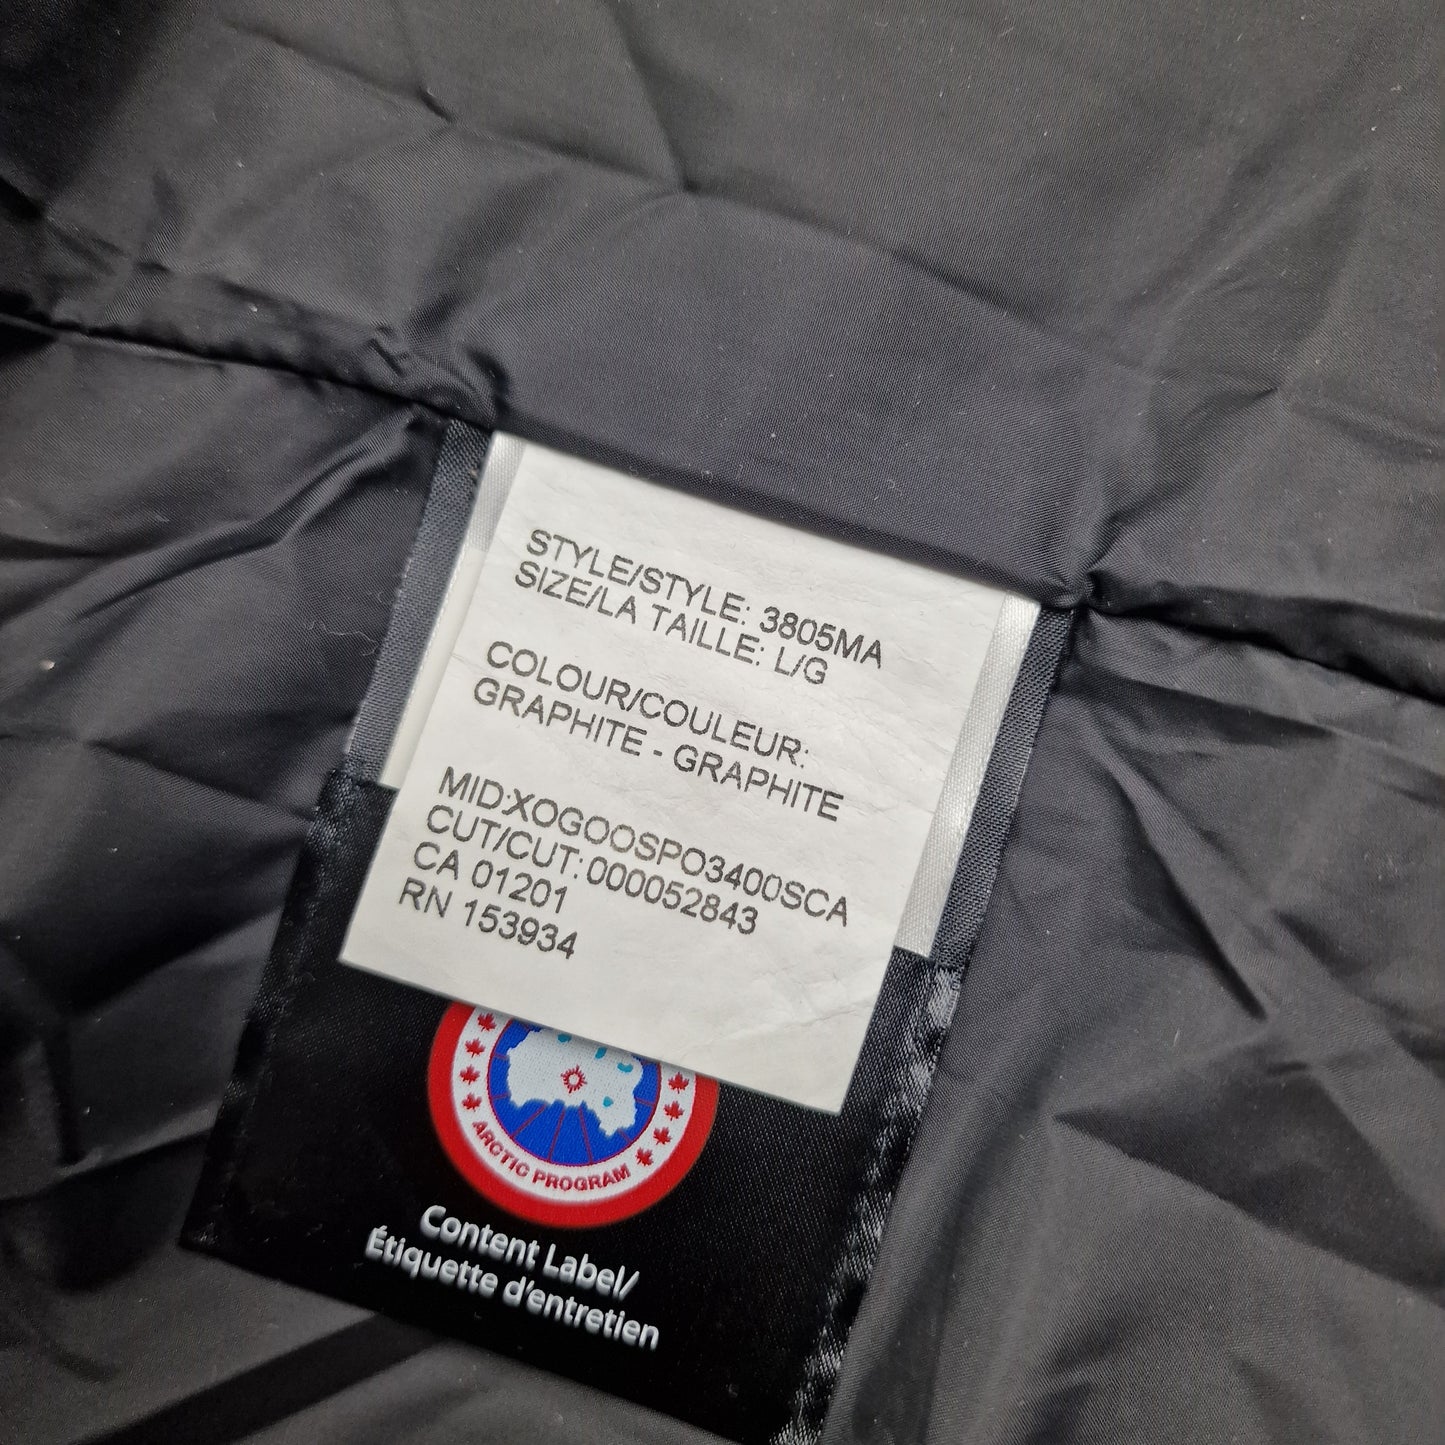 STYLE/STYLE: 3805MA
SIZE/LA TAILLE: L/G
COLOUR/COULEUR:
GRAPHITE - GRAPHITE
MID:XOGOOSPO3400SCA
CUT/CUT: 000052843
CA 01201
RN 153934
ARCTIC PROGRAM
Content Label/
Étiquette d'entretien